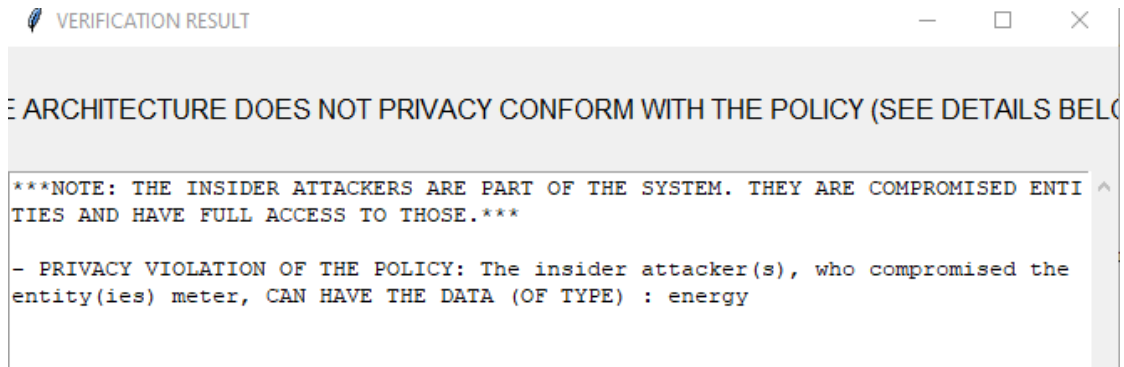 VERIFICATION RESULT
E ARCHITECTURE DOES NOT PRIVACY CONFORM WITH THE POLICY (SEE DETAILS BELO
***NOTE: THE INSIDER ATTACKERS ARE PART OF THE SYSTEM. THEY ARE COMPROMISED ENTI
TIES AND HAVE FULL ACCESS TO THOSE.***
- PRIVACY VIOLATION OF THE POLICY: The insider attacker(s), who compromised the
entity(ies) meter, CAN HAVE THE DATA (OF TYPE) : energy